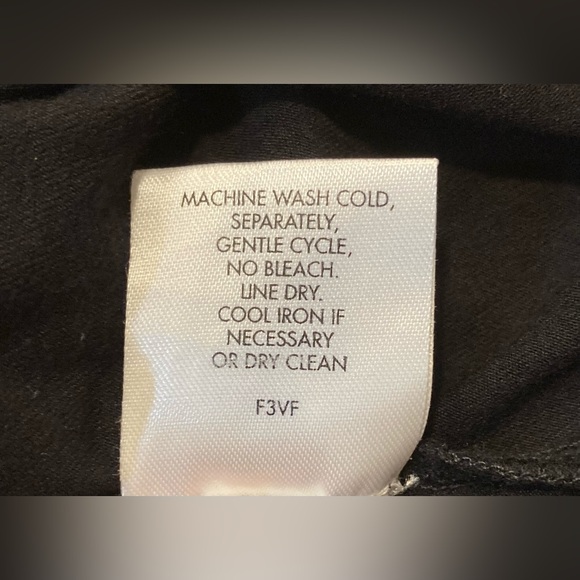 MACHINE WASH COLD,
SEPARATELY,
GENTLE CYCLE,
NO BLEACH.
LINE DRY.
COOL IRON IF
NECESSARY
OR DRY CLEAN
F3VF